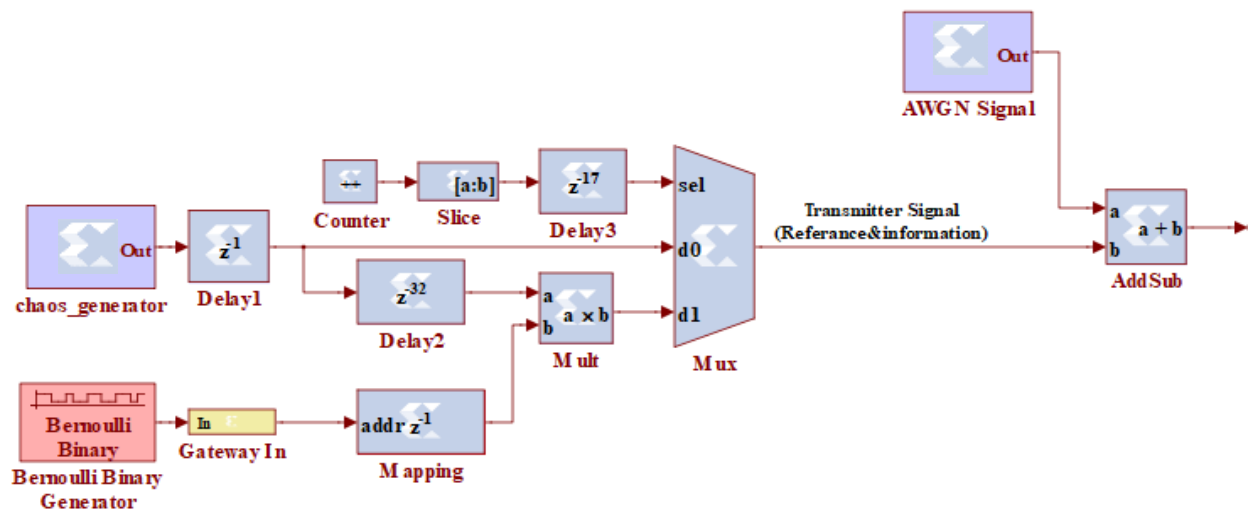 Out
AWGN Signal
++
Counter
[a:b]
Slice
z-17
Delay3
sel
d0
d1
Mux
Transmitter Signal
(Referance&information)
a
b
a + b
AddSub
Out
chaos_generator
z-1
Delay1
z-32
Delay2
a
b
a × b
Mult
Bernoulli
Binary
Bernoulli Binary
Generator
In
Gateway In
addr z-1
Mapping